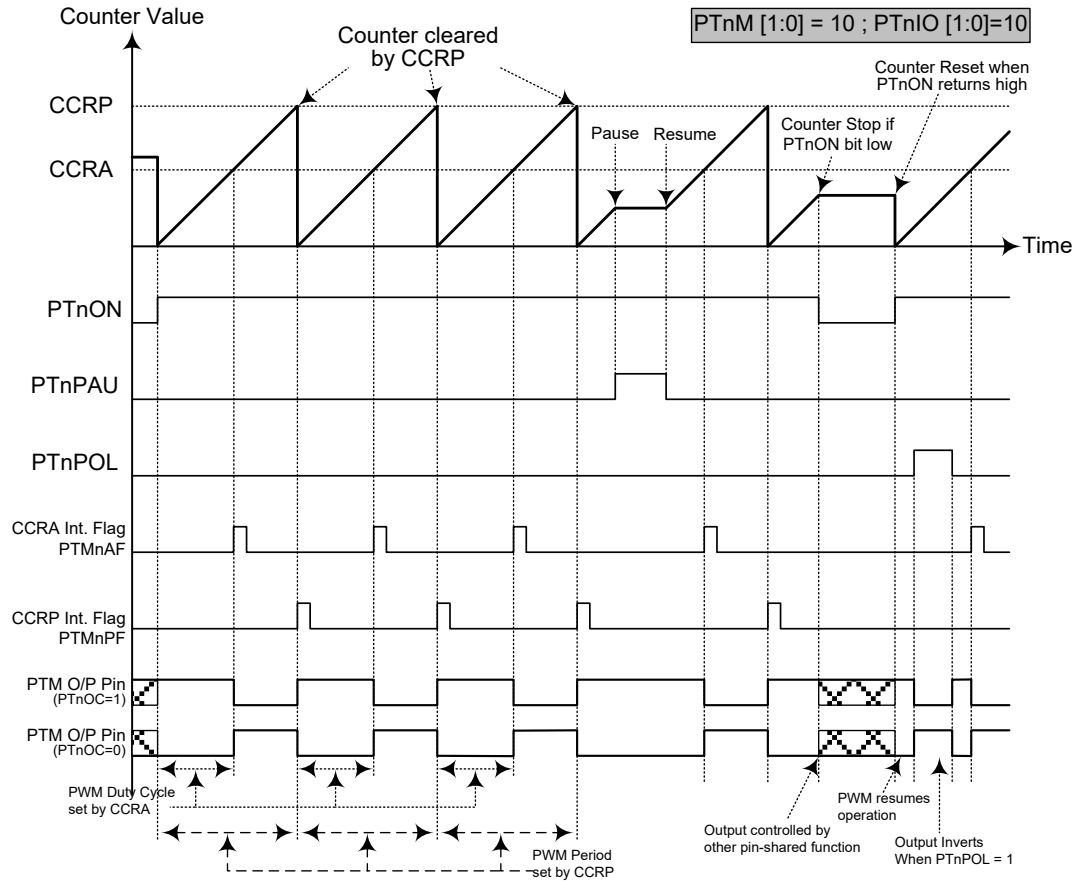 Counter Value
PTnM [1:0] = 10 ; PTnIO [1:0]=10
Counter cleared
by CCRP
Counter Reset when
PTnON returns high
CCRP
Pause
Resume
Counter Stop if
PTnON bit low
CCRA
Time
PTnON
PTnPAU
PTnPOL
CCRA Int. Flag
PTMnAF
CCRP Int. Flag
PTMnPF
PTM O/P Pin
(PTnOC=1)
PTM O/P Pin
(PTnOC=0)
PWM Duty Cycle
set by CCRA
PWM resumes
operation
Output controlled by
other pin-shared function
Output Inverts
When PTnPOL = 1
PWM Period
set by CCRP